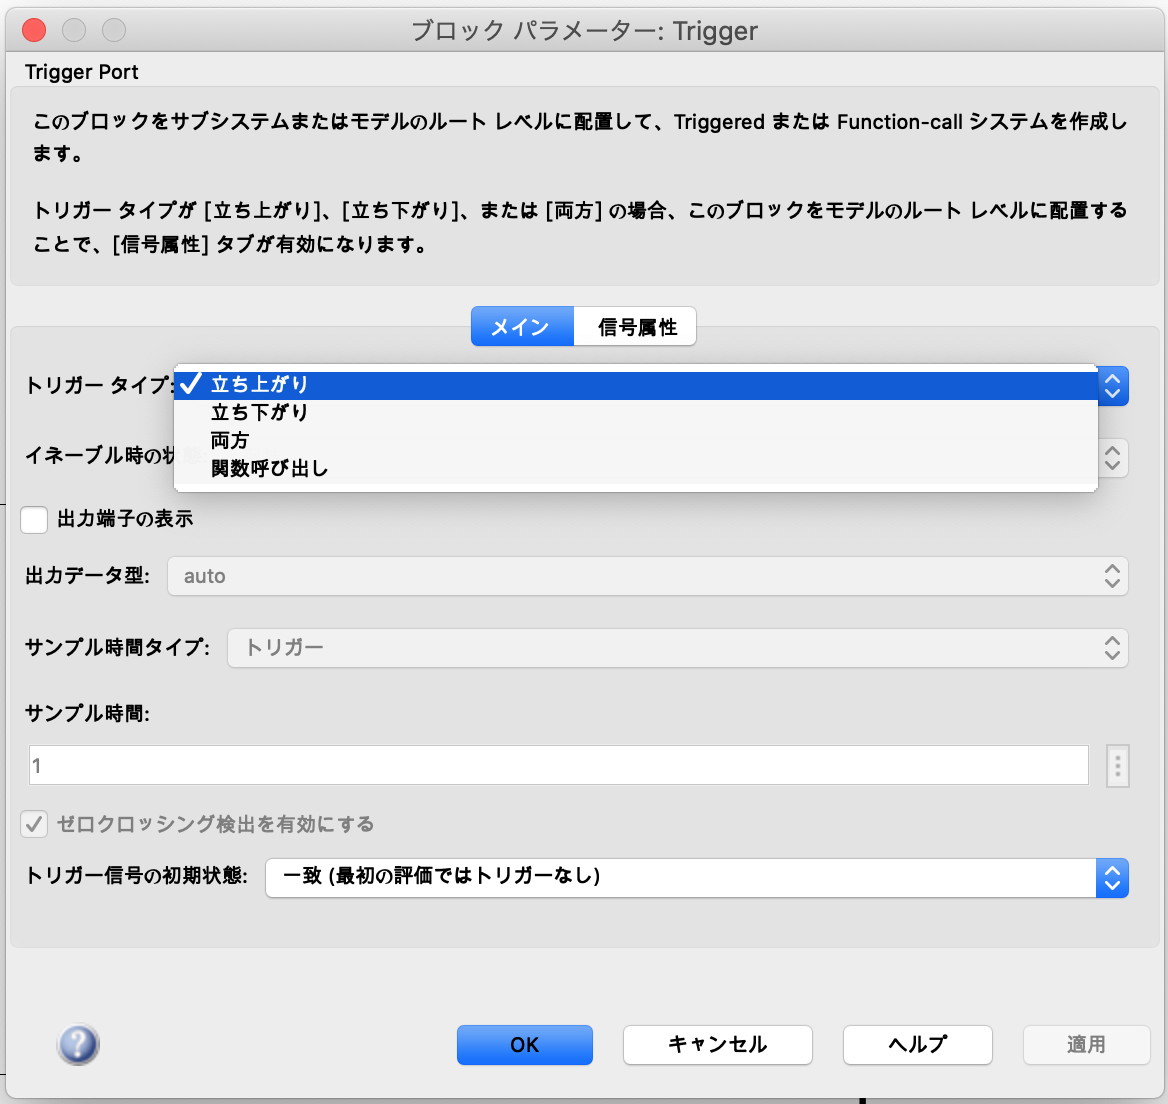 ブロック パラメーター: Trigger
Trigger Port
このブロックをサブシステムまたはモデルのルート レベルに配置して、Triggered または Function-call システムを作成し
ます。
トリガー タイプが [立ち上がり]、[立ち下がり]、または [両方] の場合、このブロックをモデルのルート レベルに配置する
ことで、[信号属性] タブが有効になります。
メイン 信号属性
トリガー タイプ:
立ち上がり
立ち下がり
両方
関数呼び出し
イネーブル時の状
出力端子の表示
出力データ型: auto
サンプル時間タイプ: トリガー
サンプル時間:
1
ゼロクロッシング検出を有効にする
トリガー信号の初期状態: 一致 (最初の評価ではトリガーなし)
OK キャンセル ヘルプ 適用